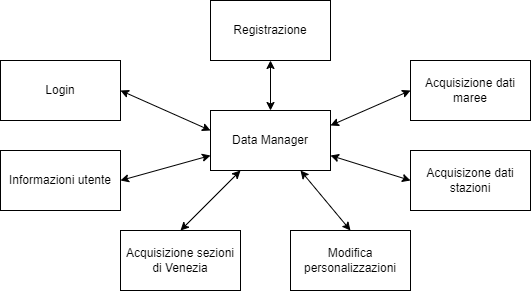 Registrazione
Login
Acquisizione dati
maree
Data Manager
Informazioni utente
Acquisizone dati
stazioni
Acquisizione sezioni
di Venezia
Modifica
personalizzazioni